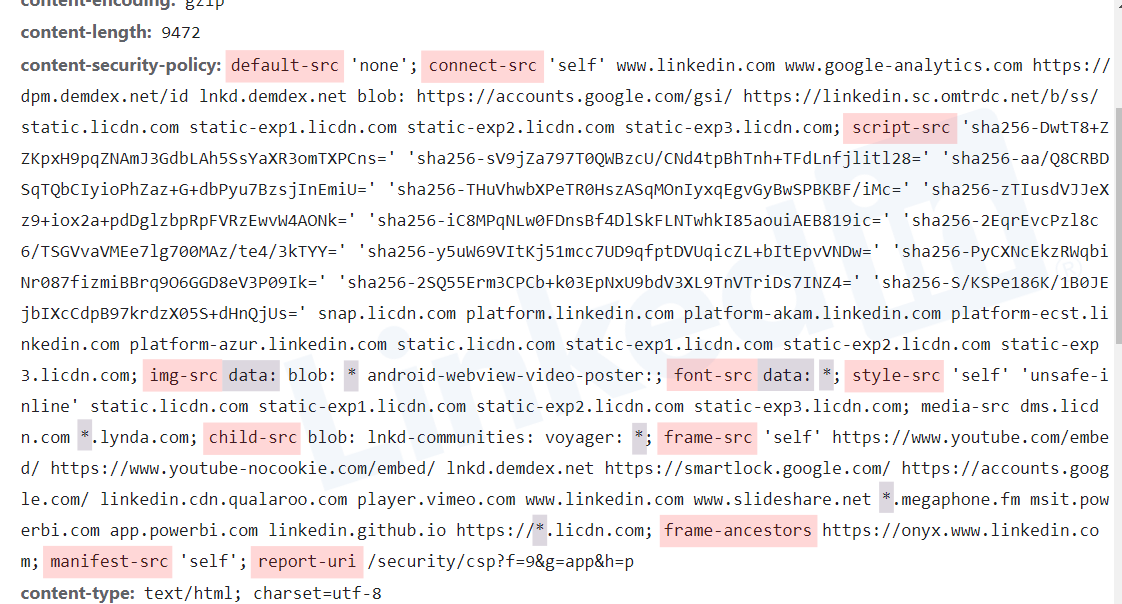 content-encoding: gzip
content-length: 9472
content-security-policy: default-src 'none'; connect-src 'self' www.linkedin.com www.google-analytics.com https://
dpm.demdex.net/id lnkd.demdex.net blob: https://accounts.google.com/gsi/ https://linkedin.sc.omtrdc.net/b/ss/
static.licdn.com static-exp1.licdn.com static-exp2.licdn.com static-exp3.licdn.com; script-src 'sha256-DwtT8+Z
ZKpxH9pqZNAmJ3GdbLAh5SsYaXR3omTXPCns=' 'sha256-sV9jZa797T0QWBzcU/CNd4tpBhTnh+TFdLnfjlitl28=' 'sha256-aa/Q8CRBD
SqTQbCIyioPhZaz+G+dbPyu7BzsjInEmiU=' 'sha256-THuVhwbXPeTR0HszASqMOnIyxqEgvGyBwSPBKBF/iMc=' 'sha256-zTIusdVJJeX
z9+iox2a+pdDglzbpRpFVRzEwvW4AONk=' 'sha256-iC8MPqNLw0FDnsBf4DlSkFLNTwhkI85aouiAEB819ic=' 'sha256-2EqrEvcPzl8c
6/TSGVvaVMEe7lg700MAz/te4/3kTYY=' 'sha256-y5uW69VItKj51mcc7UD9qfptDVUqicZL+bItEpvVNDw=' 'sha256-PyCXNcEkzRWqbi
Nr087fizmiBBrq9O6GGD8eV3P09Ik=' 'sha256-2SQ55Erm3CPCb+k03EpNxU9bdV3XL9TnVTriDs7INZ4=' 'sha256-S/KSPe186K/1B0JE
jbIXcCdpB97krdzX05S+dHnQjUs=' snap.licdn.com platform.linkedin.com platform-akam.linkedin.com platform-ecst.li
nkedin.com platform-azur.linkedin.com static.licdn.com static-exp1.licdn.com static-exp2.licdn.com static-exp
3.licdn.com; img-src data: blob: * android-webview-video-poster:; font-src data: *; style-src 'self' 'unsafe-i
nline' static.licdn.com static-exp1.licdn.com static-exp2.licdn.com static-exp3.licdn.com; media-src dms.licd
n.com *.lynda.com; child-src blob: lnkd-communities: voyager: *; frame-src 'self' https://www.youtube.com/embe
d/ https://www.youtube-nocookie.com/embed/ lnkd.demdex.net https://smartlock.google.com/ https://accounts.goog
le.com/ linkedin.cdn.qualaroo.com player.vimeo.com www.linkedin.com www.slideshare.net *.megaphone.fm msit.pow
erbi.com app.powerbi.com linkedin.github.io https://*.licdn.com; frame-ancestors https://onyx.www.linkedin.co
m; manifest-src 'self'; report-uri /security/csp?f=9&g=app&h=p
content-type: text/html; charset=utf-8
Linkedin